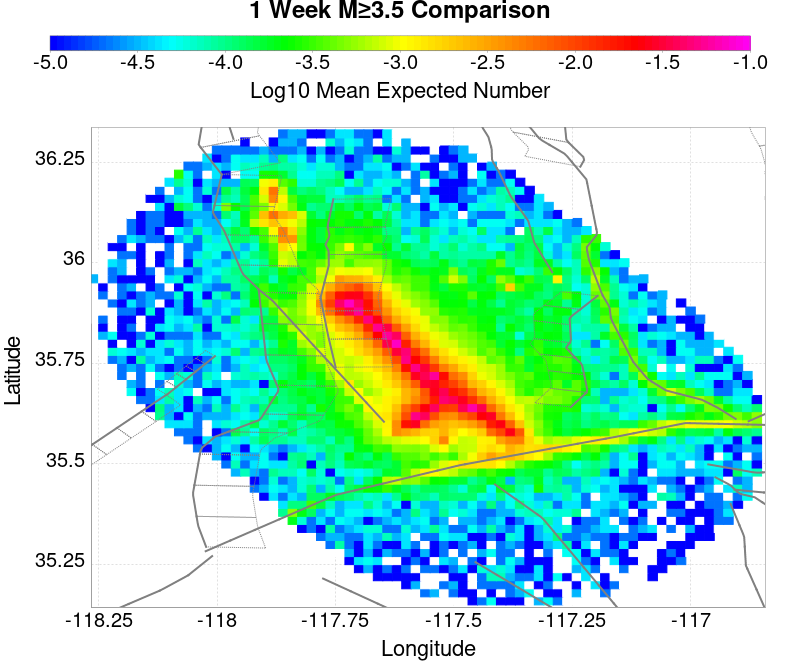 1 Week M≥3.5 Comparison
-5.0 -4.5 -4.0 -3.5 -3.0 -2.5 -2.0 -1.5 -1.0
Log10 Mean Expected Number
36.25
36
35.75
35.5
35.25
Latitude
-118.25 -118 -117.75 -117.5 -117.25 -117
Longitude